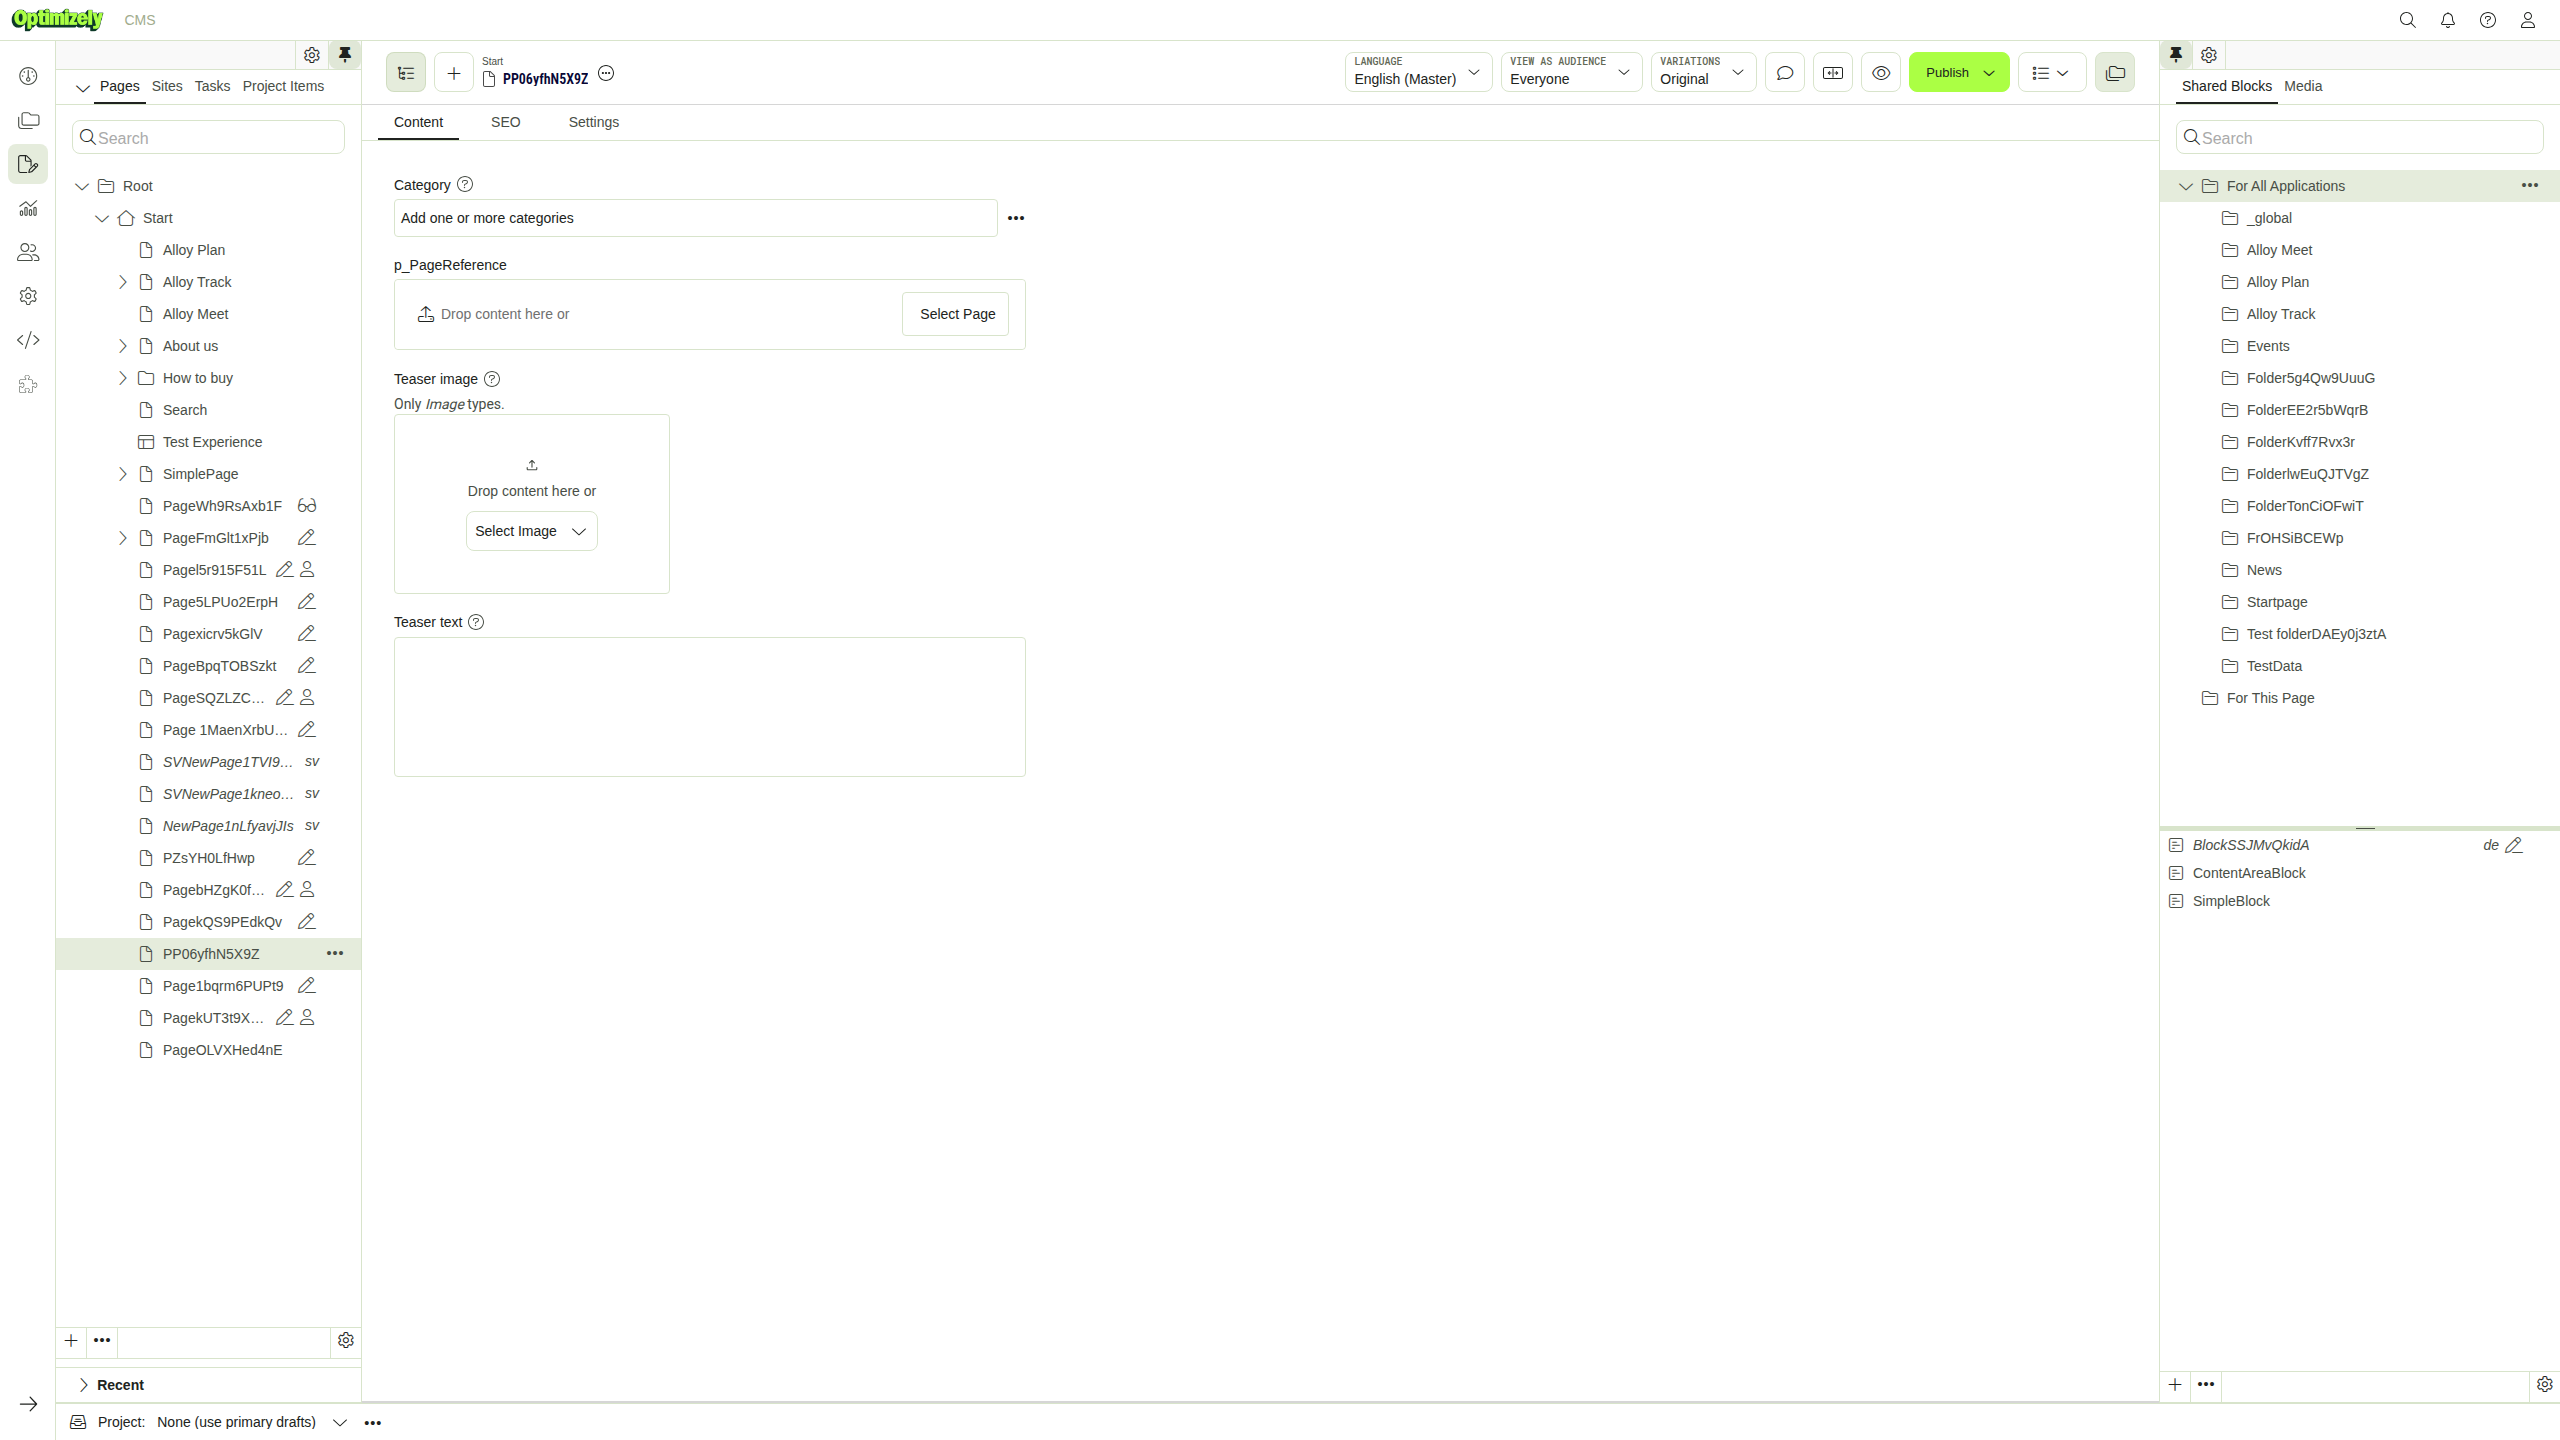 Optimizely CMS
Pages Sites Tasks Project Items
Search
Root
Start
Alloy Plan
Alloy Track
Alloy Meet
About us
How to buy
Search
Test Experience
SimplePage
PageWh9RsAxb1F
PageFmGlt1xPjb
Pagel5r915F51L
Page5LPUo2ErpH
Pagexicrv5kGlV
PageBpqTOBSzkt
PageSQZLZC...
Page 1MaenXrbU...
SVNewPage1TVI9... sv
SVNewPage1kneo... sv
NewPage1nLfyavjJIs sv
PZsYH0LfHwp
PagebHZgK0f...
PagekQS9PEdkQv
PP06yfhN5X9Z
Page1bqrm6PUPt9
PagekUT3t9X...
PageOLVXHed4nE
Recent
Project: None (use primary drafts)
Start
PP06yfhN5X9Z
LANGUAGE
English (Master)
VIEW AS AUDIENCE
Everyone
VARIATIONS
Original
Publish
Content SEO Settings
Category
Add one or more categories
p_PageReference
Drop content here or Select Page
Teaser image
Only Image types.
Drop content here or
Select Image
Teaser text
Shared Blocks Media
Search
For All Applications
_global
Alloy Meet
Alloy Plan
Alloy Track
Events
Folder5g4Qw9UuuG
FolderEE2r5bWqrB
FolderKvff7Rvx3r
FolderlwEuQJTVgZ
FolderTonCiOFwiT
FrOHSiBCEWp
News
Startpage
Test folderDAEy0j3ztA
TestData
For This Page
BlockSSJMvQkidA de
ContentAreaBlock
SimpleBlock